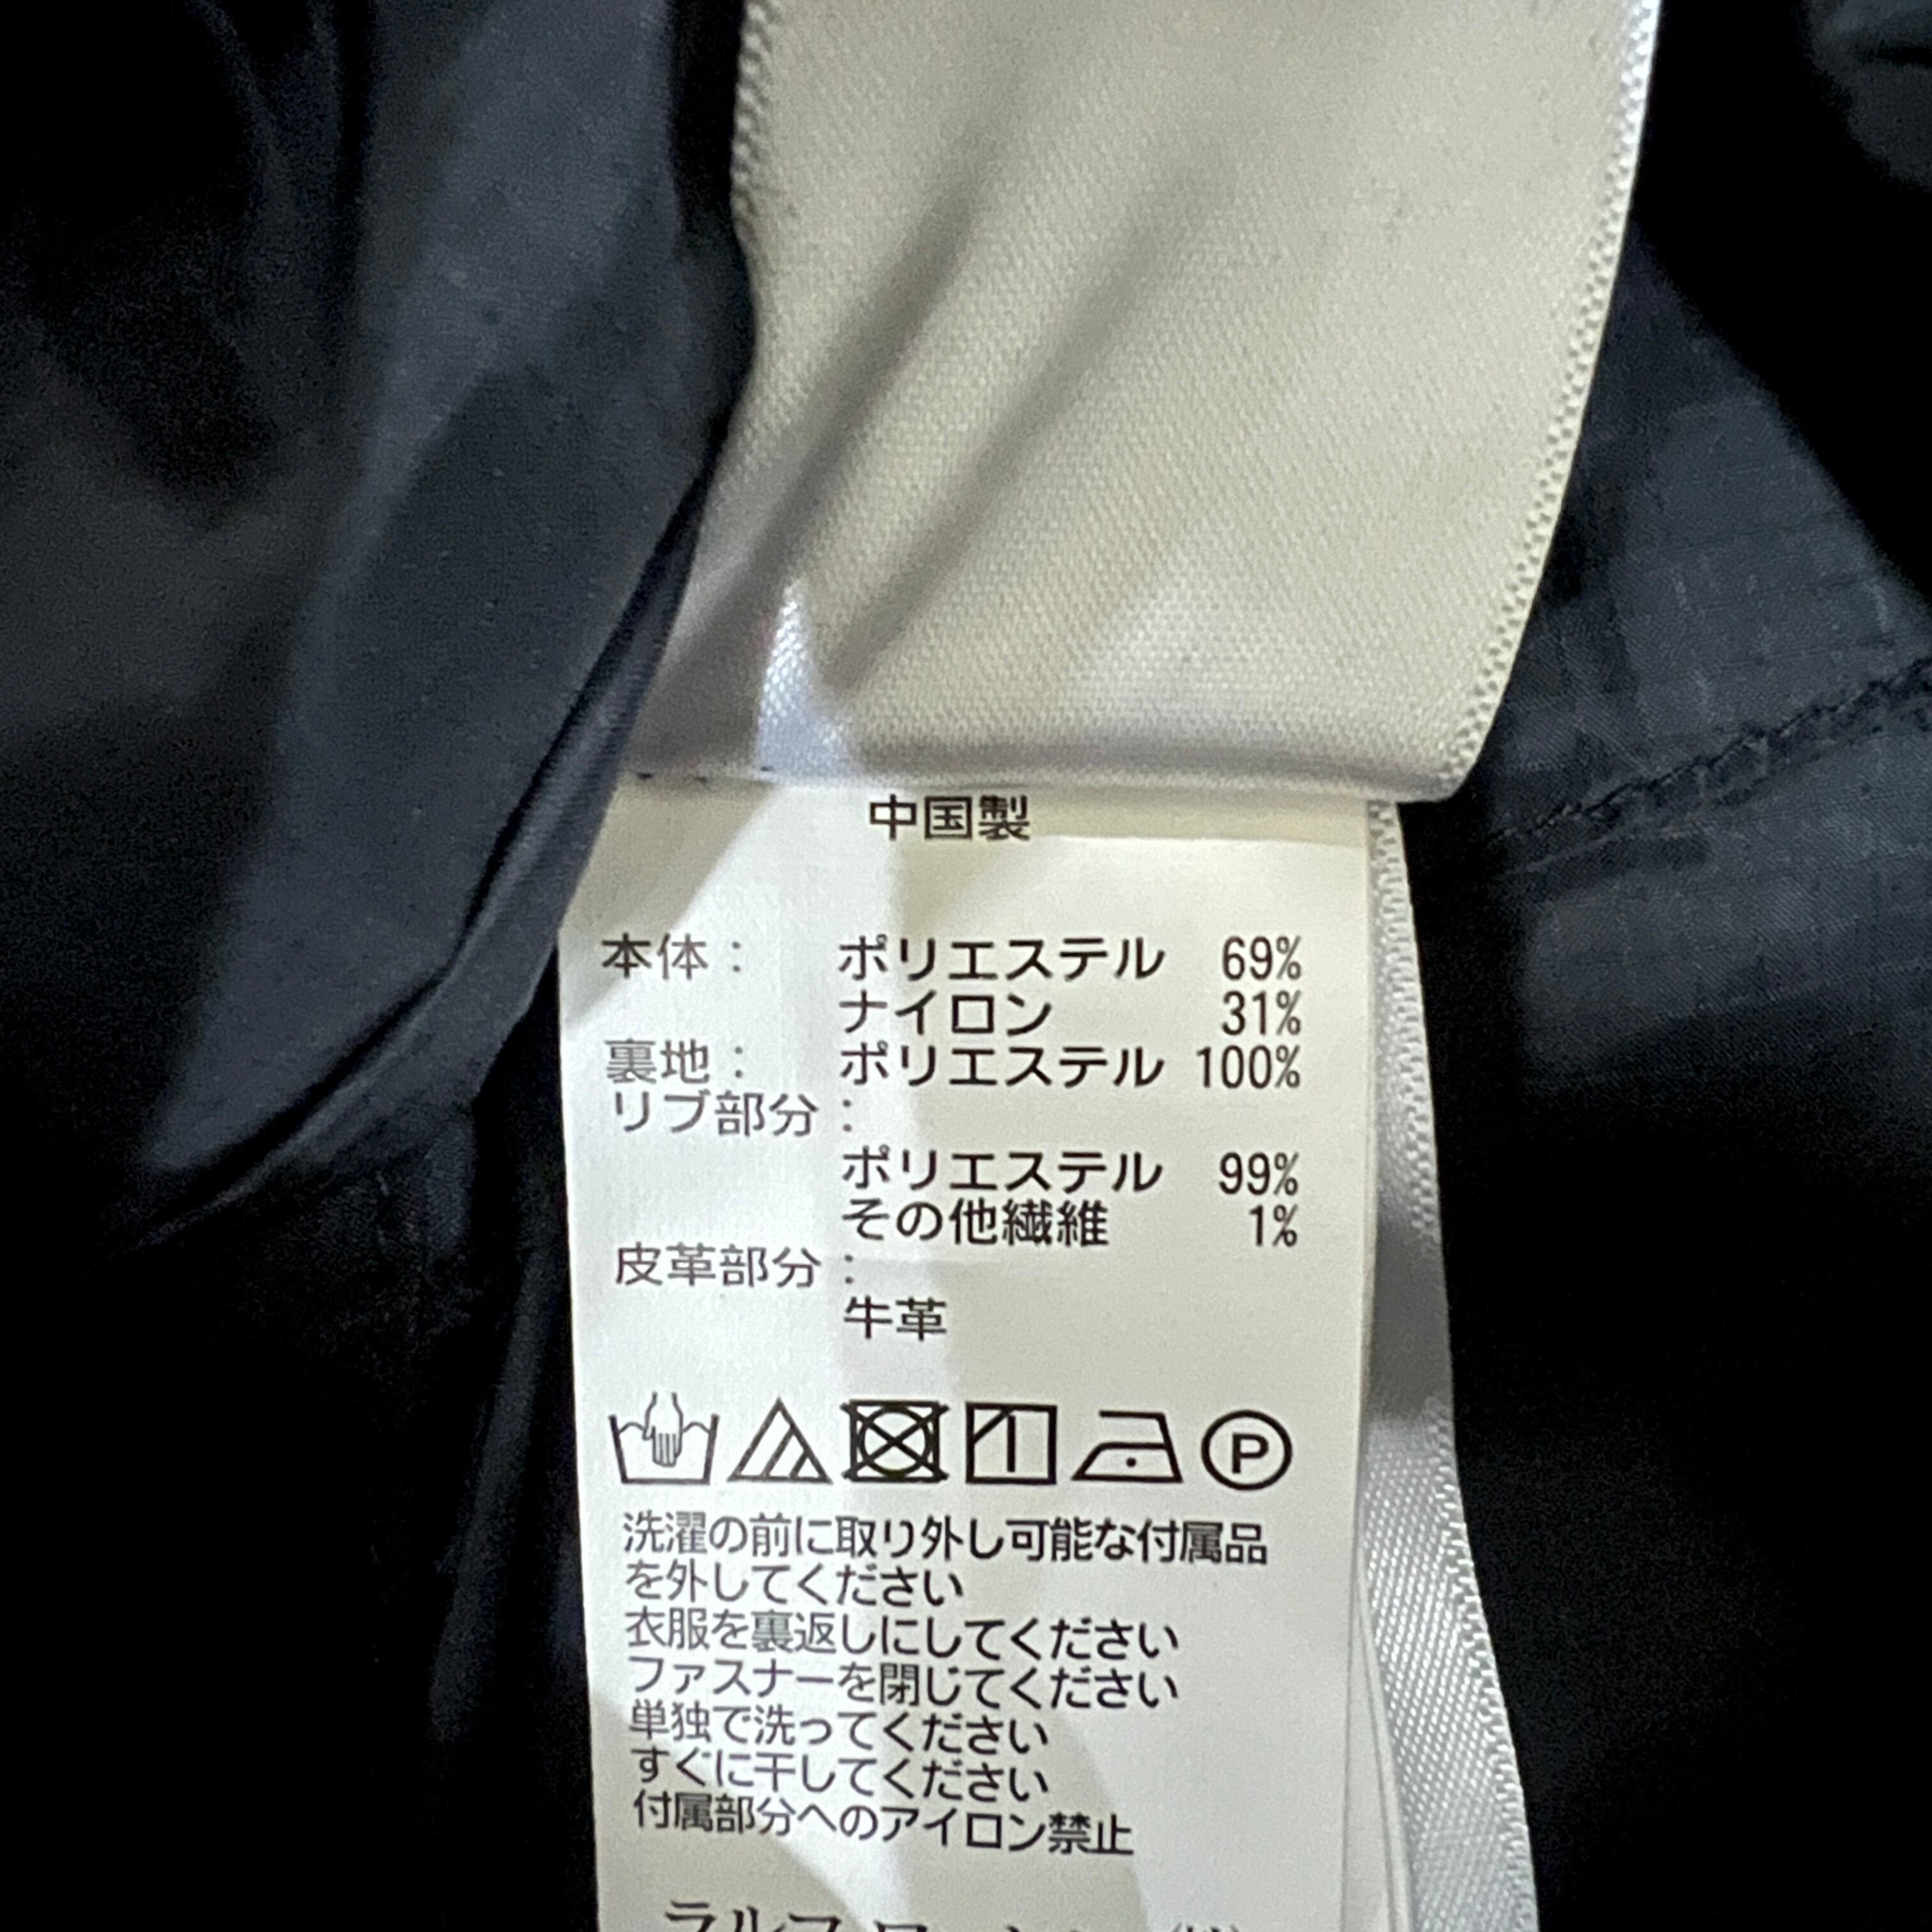 中国製
本体： ポリエステル 69%
ナイロン 31%
裏地： ポリエステル 100%
リブ部分：
ポリエステル 99%
その他繊維 1%
皮革部分：
牛革
P
洗濯の前に取り外し可能な付属品
を外してください
衣服を裏返しにしてください
ファスナーを閉じてください
単独で洗ってください
すぐに干してください
付属部分へのアイロン禁止